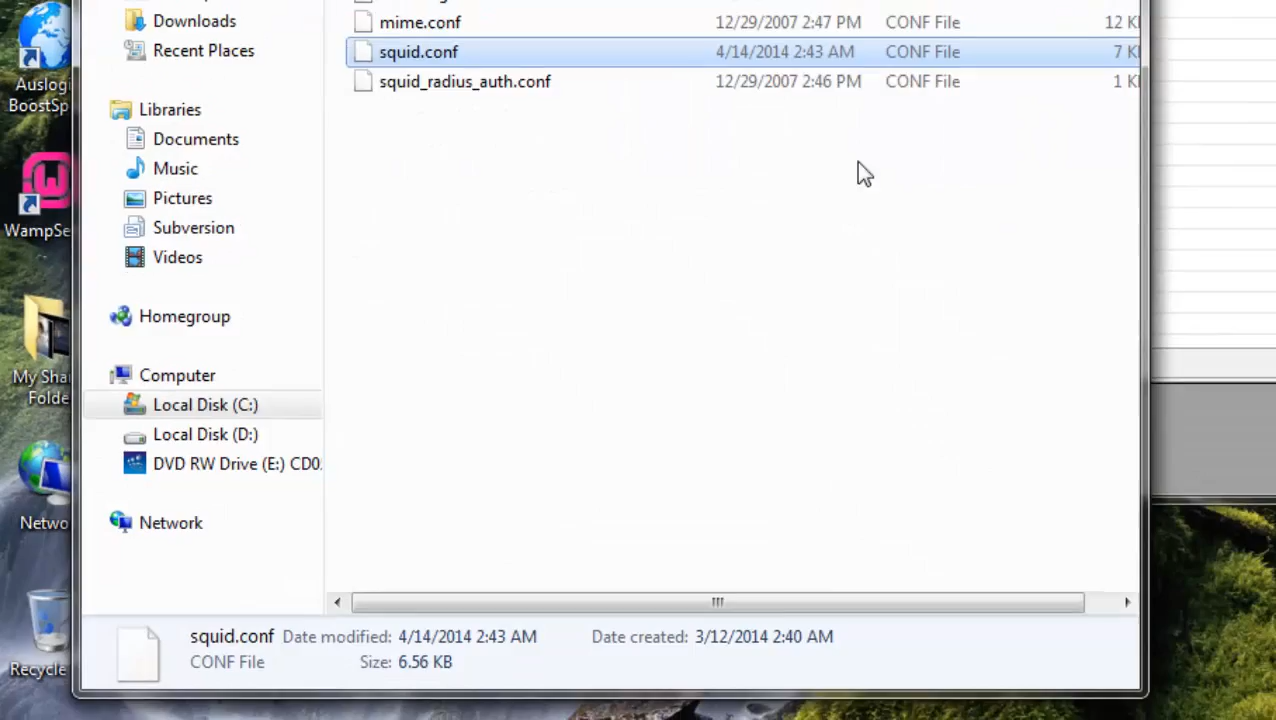 Downloads
mime.conf 12/29/2007 2:47 PM CONF File 12
Recent Places
squid.conf 4/14/2014 2:43 AM CONF File 7
squid_radius_auth.conf 12/29/2007 2:46 PM CONF File 1
Auslogi
BoostSp
Libraries
Documents
Music
Pictures
WampSe
Subversion
Videos
Homegroup
My Sha
Folde
Computer
Local Disk (C:)
Local Disk (D:)
DVD RW Drive (E:) CD0
Network
Netwo
squid.conf Date modified: 4/14/2014 2:43 AM Date created: 3/12/2014 2:40 AM
CONF File Size: 6.56 KB
Recycle